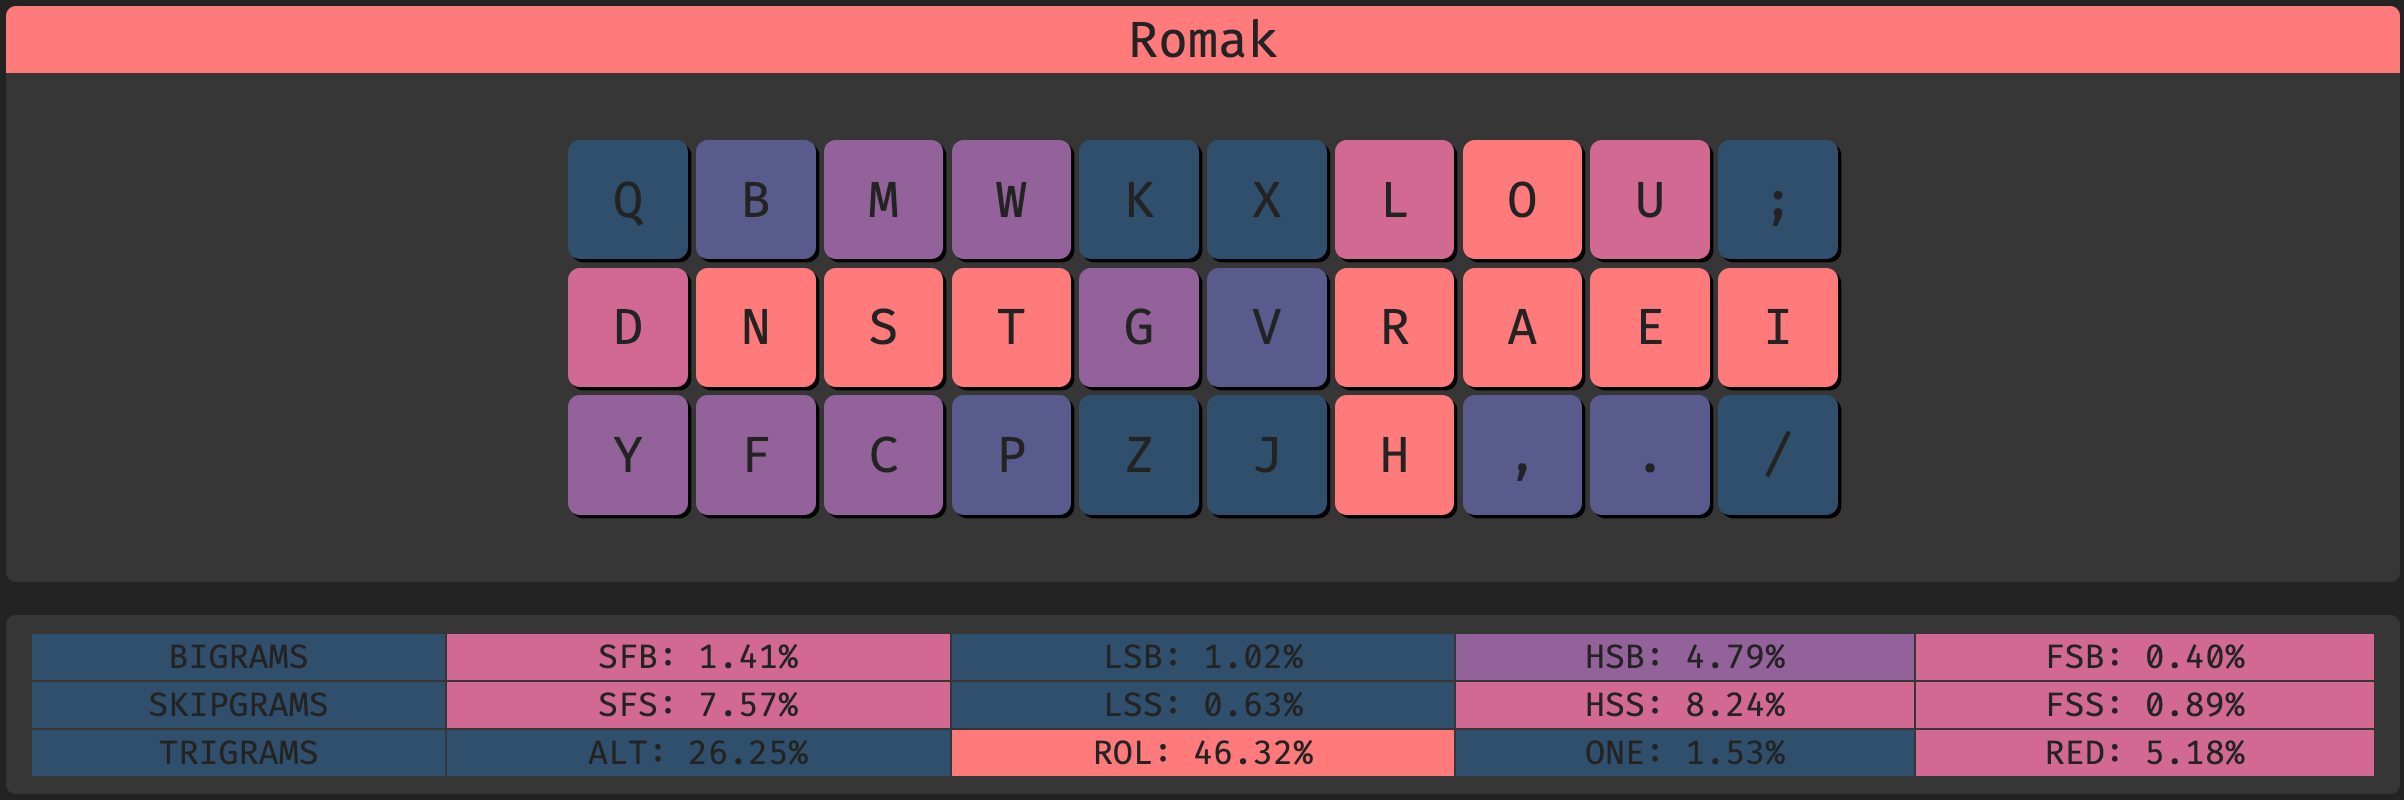 Romak
Q B M W K X L O U ;
D N S T G V R A E I
Y F C P Z J H , . /
BIGRAMS SFB: 1.41% LSB: 1.02% HSB: 4.79% FSB: 0.40%
SKIPGRAMS SFS: 7.57% LSS: 0.63% HSS: 8.24% FSS: 0.89%
TRIGRAMS ALT: 26.25% ROL: 46.32% ONE: 1.53% RED: 5.18%